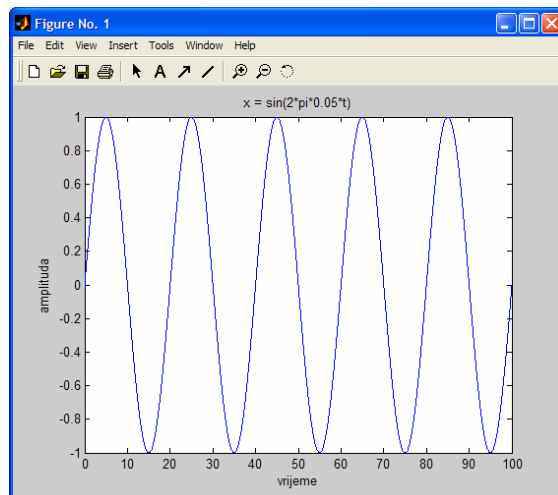 Figure No. 1
File Edit View Insert Tools Window Help
A
x = sin(2*pi*0.05*t)
1
0.8
0.6
0.4
0.2
0
-0.2
-0.4
-0.6
-0.8
-1
amplituda
0 10 20 30 40 50 60 70 80 90 100
vrijeme